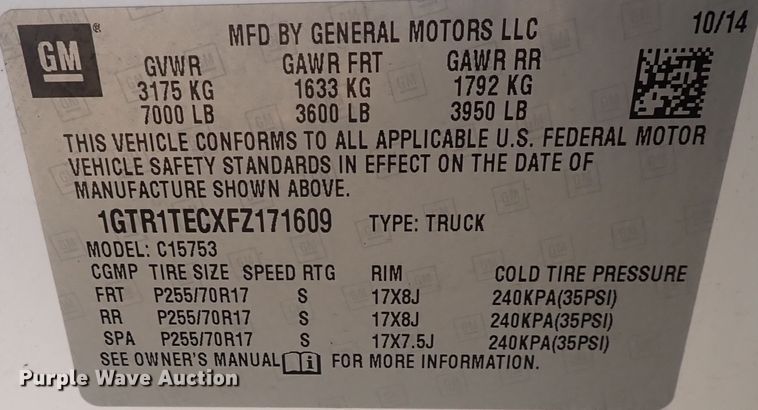 GM ®
MFD BY GENERAL MOTORS LLC 10/14
GVWR GAWR FRT GAWR RR
3175 KG 1633 KG 1792 KG
7000 LB 3600 LB 3950 LB
THIS VEHICLE CONFORMS TO ALL APPLICABLE U.S. FEDERAL MOTOR
VEHICLE SAFETY STANDARDS IN EFFECT ON THE DATE OF
MANUFACTURE SHOWN ABOVE.
1GTR1TECXFZ171609 TYPE: TRUCK
MODEL: C15753
CGMP TIRE SIZE SPEED RTG RIM COLD TIRE PRESSURE
FRT P255/70R17 S 17X8J 240KPA(35PSI)
RR P255/70R17 S 17X8J 240KPA(35PSI)
SPA P255/70R17 S 17X7.5J 240KPA(35PSI)
SEE OWNER'S MANUAL i FOR MORE INFORMATION.
Purple Wave Auction